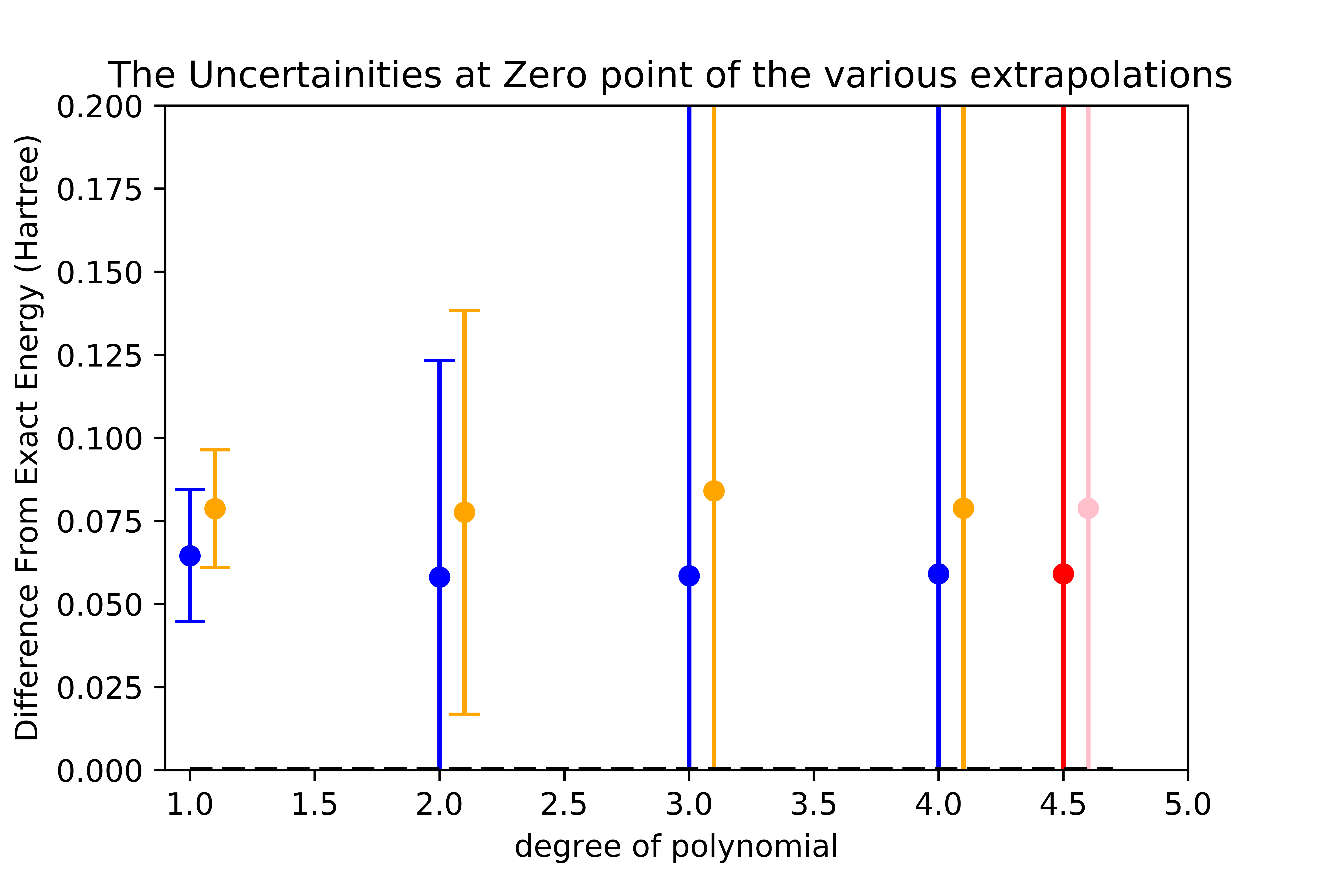 The Uncertainities at Zero point of the various extrapolations
Difference From Exact Energy (Hartree)
0.200
0.175
0.150
0.125
0.100
0.075
0.050
0.025
0.000
1.0 1.5 2.0 2.5 3.0 3.5 4.0 4.5 5.0
degree of polynomial